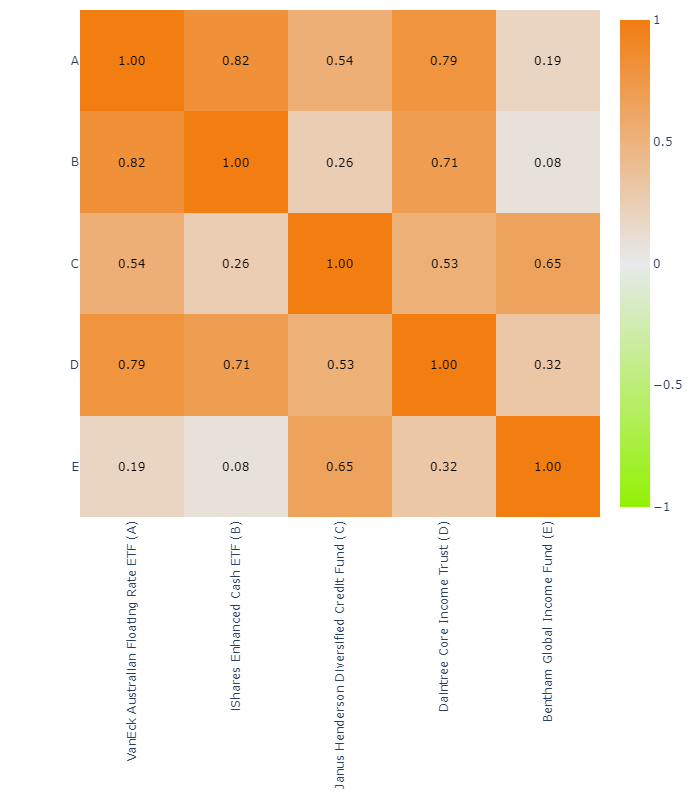 1
A 1.00 0.82 0.54 0.79 0.19
0.5
B 0.82 1.00 0.26 0.71 0.08
0
C 0.54 0.26 1.00 0.53 0.65
D 0.79 0.71 0.53 1.00 0.32
−0.5
E 0.19 0.08 0.65 0.32 1.00
−1
VanEck Australian Floating Rate ETF (A)
iShares Enhanced Cash ETF (B)
Janus Henderson Diversified Credit Fund (C)
Daintree Core Income Trust (D)
Bentham Global Income Fund (E)